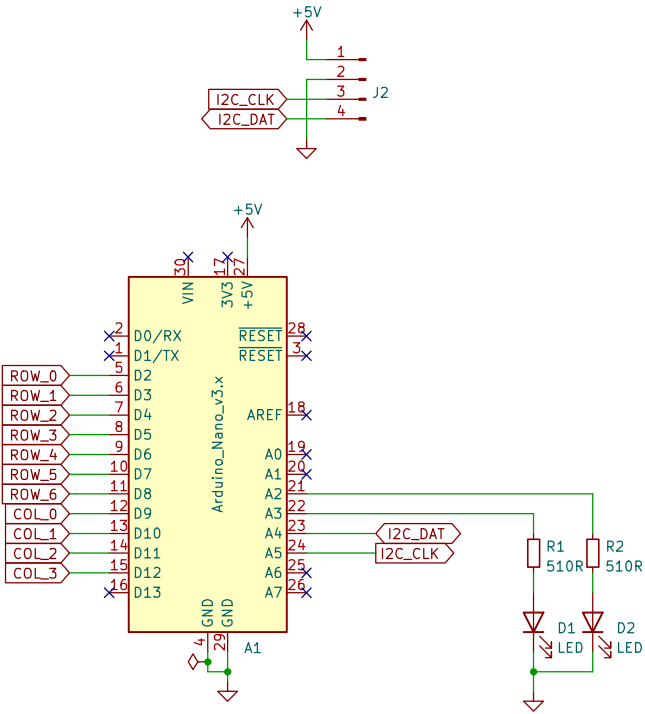 +5V
1
2
3
4
J2
I2C_CLK
I2C_DAT
+5V
30
17
27
VIN
3V3
+5V
2 D0/RX
1 D1/TX
5 D2
6 D3
7 D4
8 D5
9 D6
10 D7
11 D8
12 D9
13 D10
14 D11
15 D12
16 D13
ROW_0
ROW_1
ROW_2
ROW_3
ROW_4
ROW_5
ROW_6
COL_0
COL_1
COL_2
COL_3
Arduino_Nano_v3.x
RESET 28
RESET 3
AREF 18
A0 19
A1 20
A2 21
A3 22
A4 23
A5 24
A6 25
A7 26
I2C_DAT
I2C_CLK
GND
GND
4
29
A1
R1
510R
R2
510R
D1
LED
D2
LED